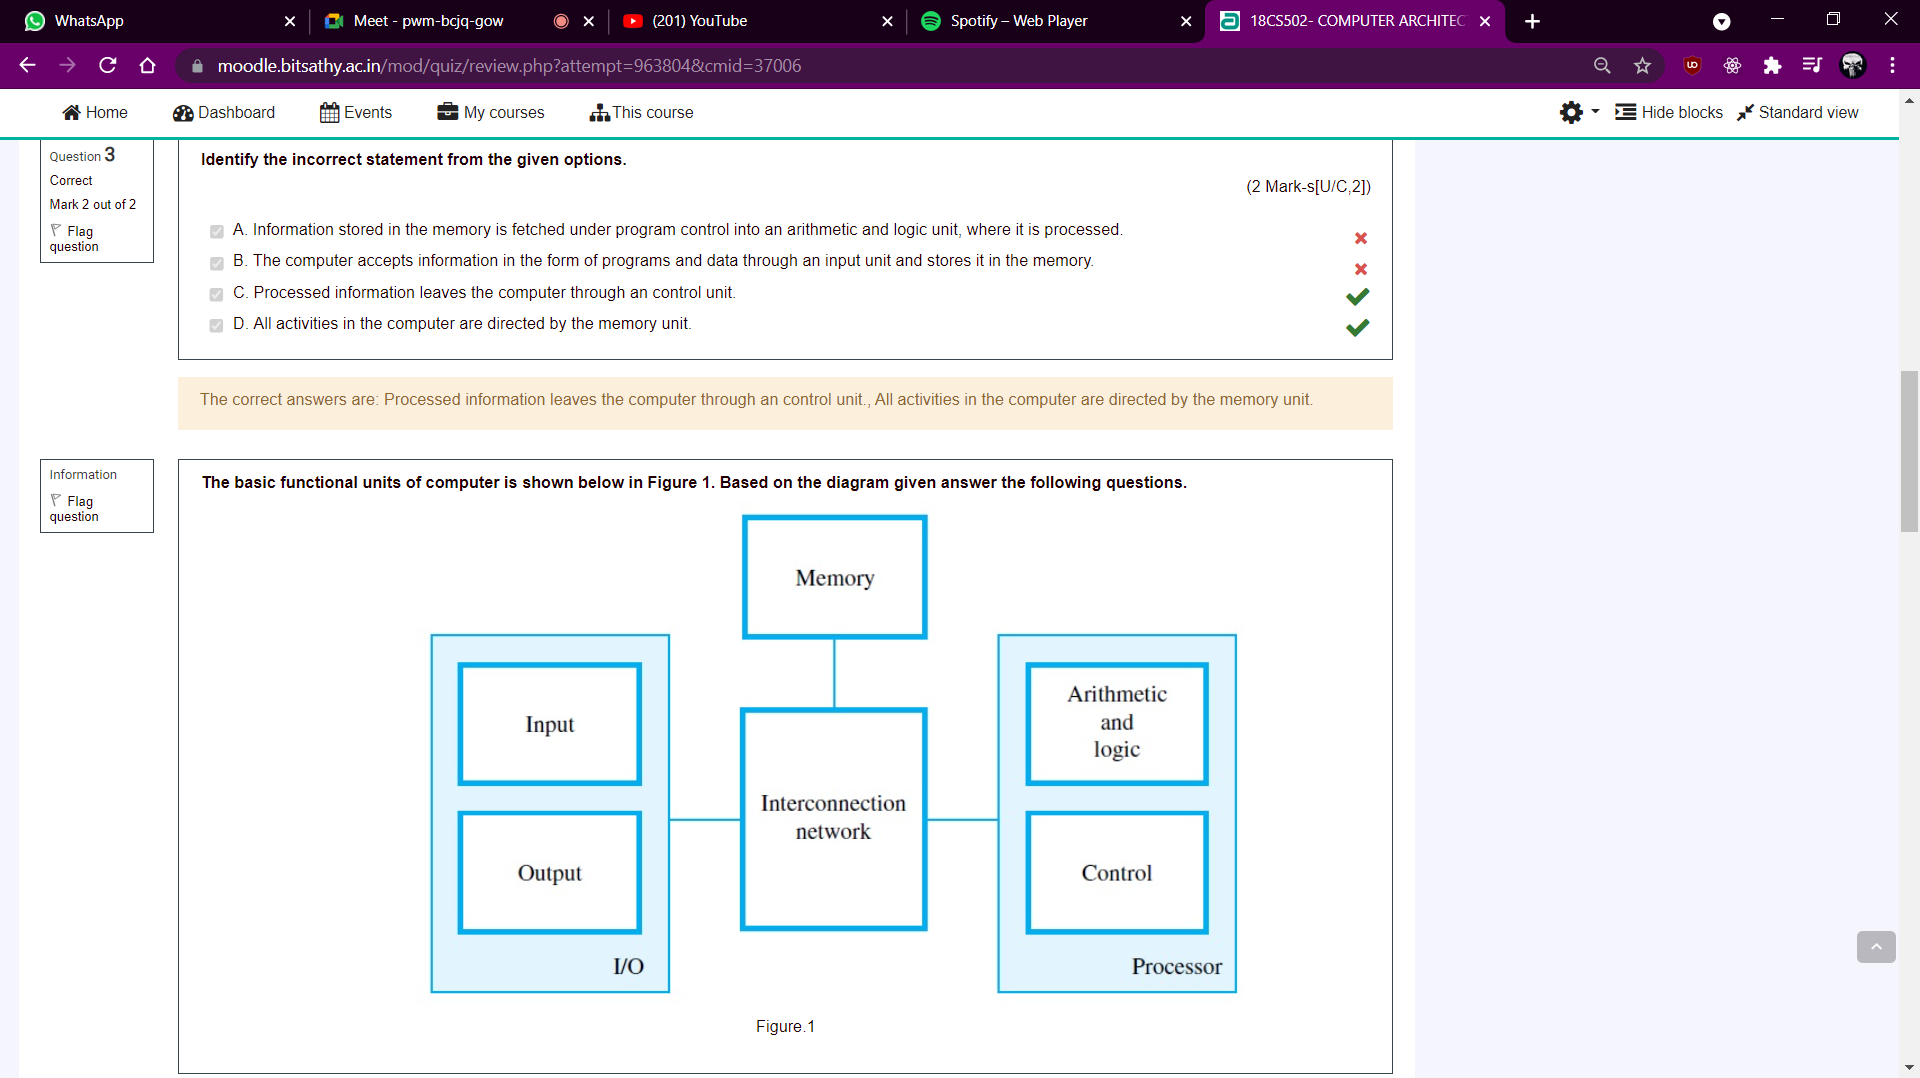 WhatsApp
Meet - pwm-bcjq-gow
(201) YouTube
Spotify – Web Player
18CS502- COMPUTER ARCHITEC
moodle.bitsathy.ac.in/mod/quiz/review.php?attempt=963804&cmid=37006
Home
Dashboard
Events
My courses
This course
Hide blocks
Standard view
Question 3
Correct
Mark 2 out of 2
Flag
question
Identify the incorrect statement from the given options.
(2 Mark-s[U/C,2])
A. Information stored in the memory is fetched under program control into an arithmetic and logic unit, where it is processed.
B. The computer accepts information in the form of programs and data through an input unit and stores it in the memory.
C. Processed information leaves the computer through an control unit.
D. All activities in the computer are directed by the memory unit.
The correct answers are: Processed information leaves the computer through an control unit., All activities in the computer are directed by the memory unit.
Information
Flag
question
The basic functional units of computer is shown below in Figure 1. Based on the diagram given answer the following questions.
Memory
Input
Output
I/O
Interconnection
network
Arithmetic
and
logic
Control
Processor
Figure.1